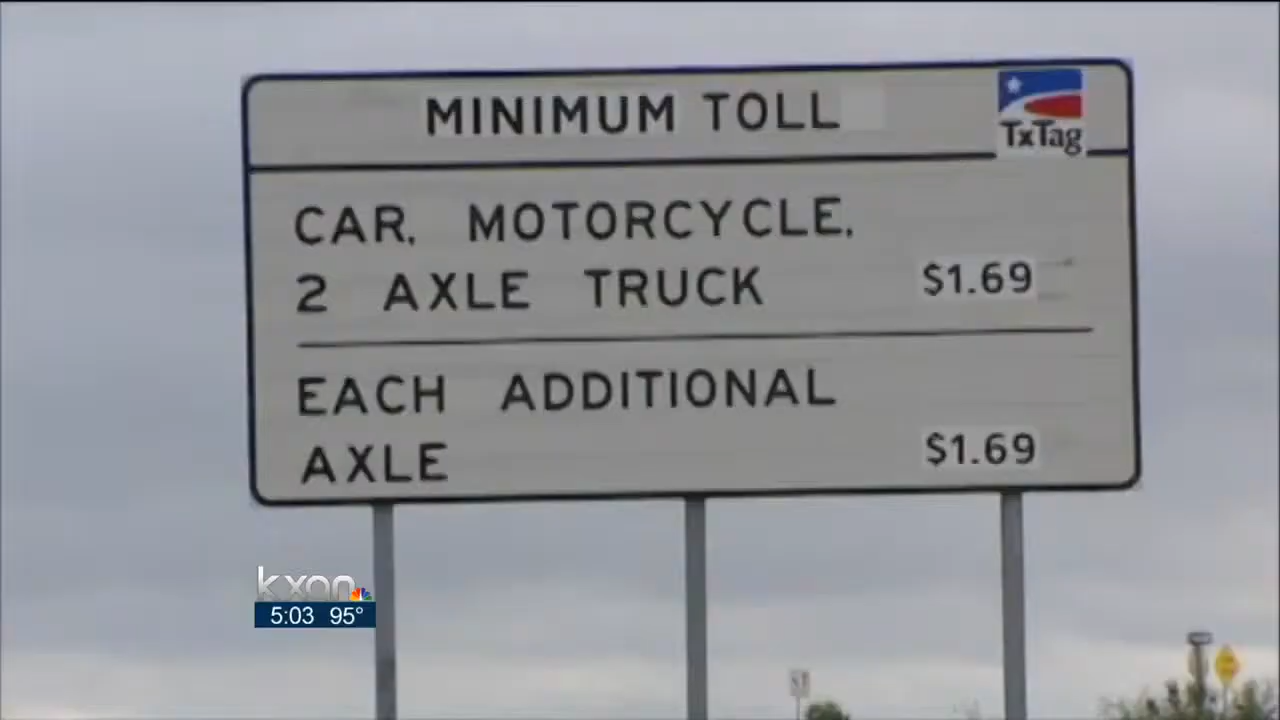 MINIMUM TOLL
TxTag
CAR, MOTORCYCLE,
2 AXLE TRUCK $1.69
EACH ADDITIONAL
AXLE $1.69
kxan
5:03 95°